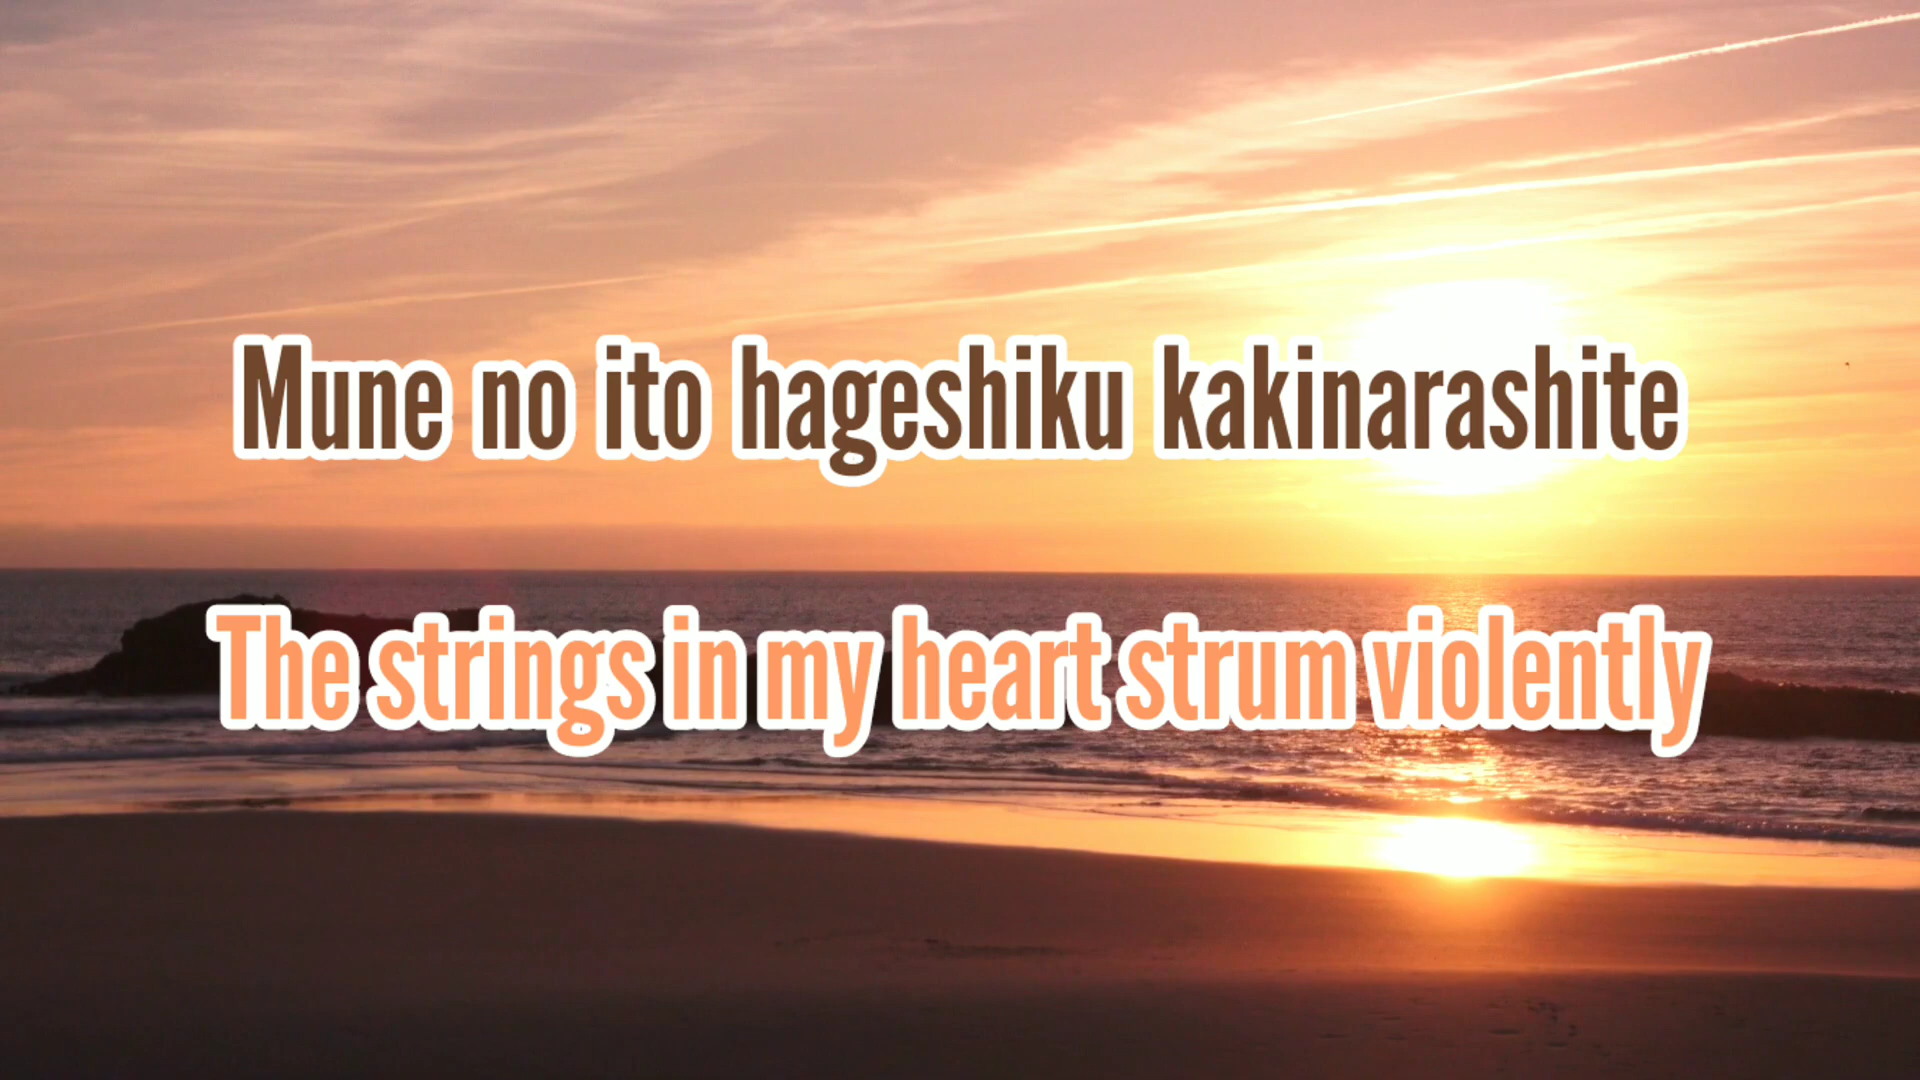 Mune no ito hageshiku kakinarashite
The strings in my heart strum violently